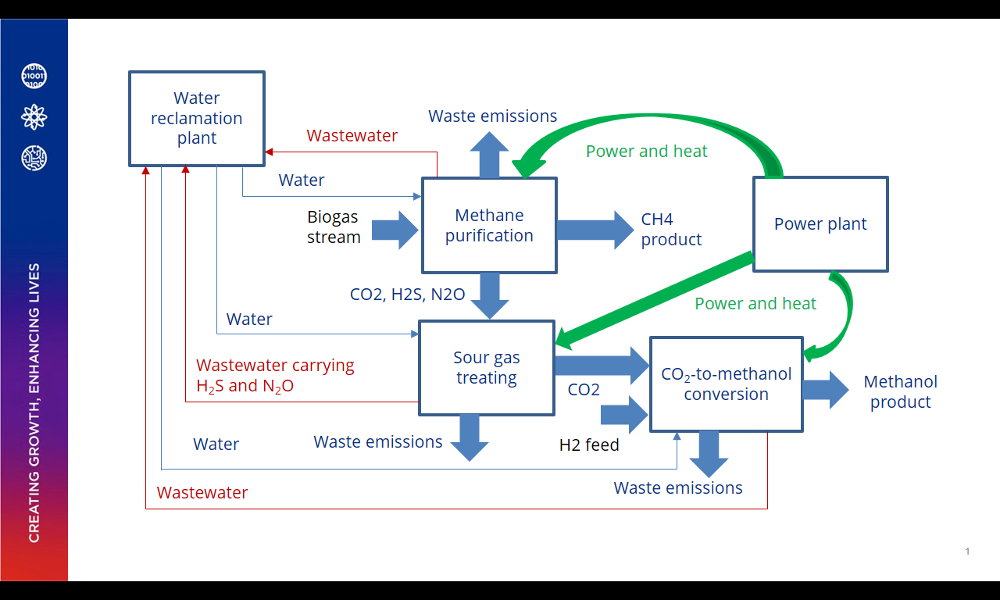 CREATING GROWTH, ENHANCING LIVES
Water
reclamation
plant
Wastewater
Water
Waste emissions
Power and heat
Biogas
stream
Methane
purification
CH4
product
Power plant
CO2, H2S, N2O
Power and heat
Water
Wastewater carrying
H₂S and N₂O
Sour gas
treating
CO2
H2 feed
CO₂-to-methanol
conversion
Methanol
product
Water
Waste emissions
Waste emissions
Wastewater
1